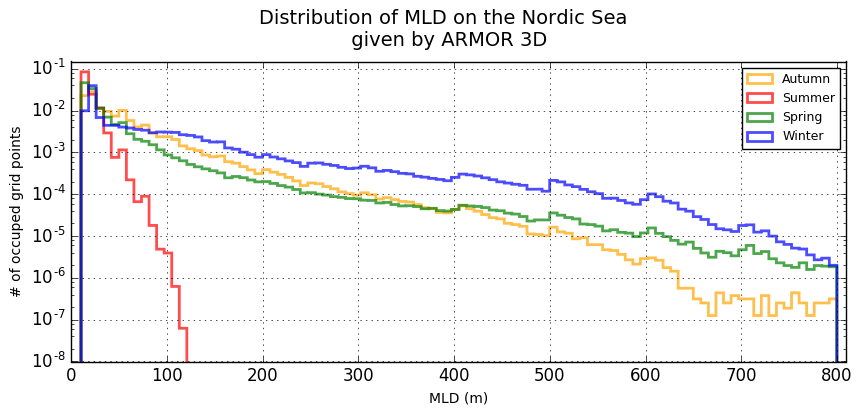 Distribution of MLD on the Nordic Sea
given by ARMOR 3D
# of occuped grid points
10^-1
10^-2
10^-3
10^-4
10^-5
10^-6
10^-7
10^-8
Autumn
Summer
Spring
Winter
0 100 200 300 400 500 600 700 800
MLD (m)